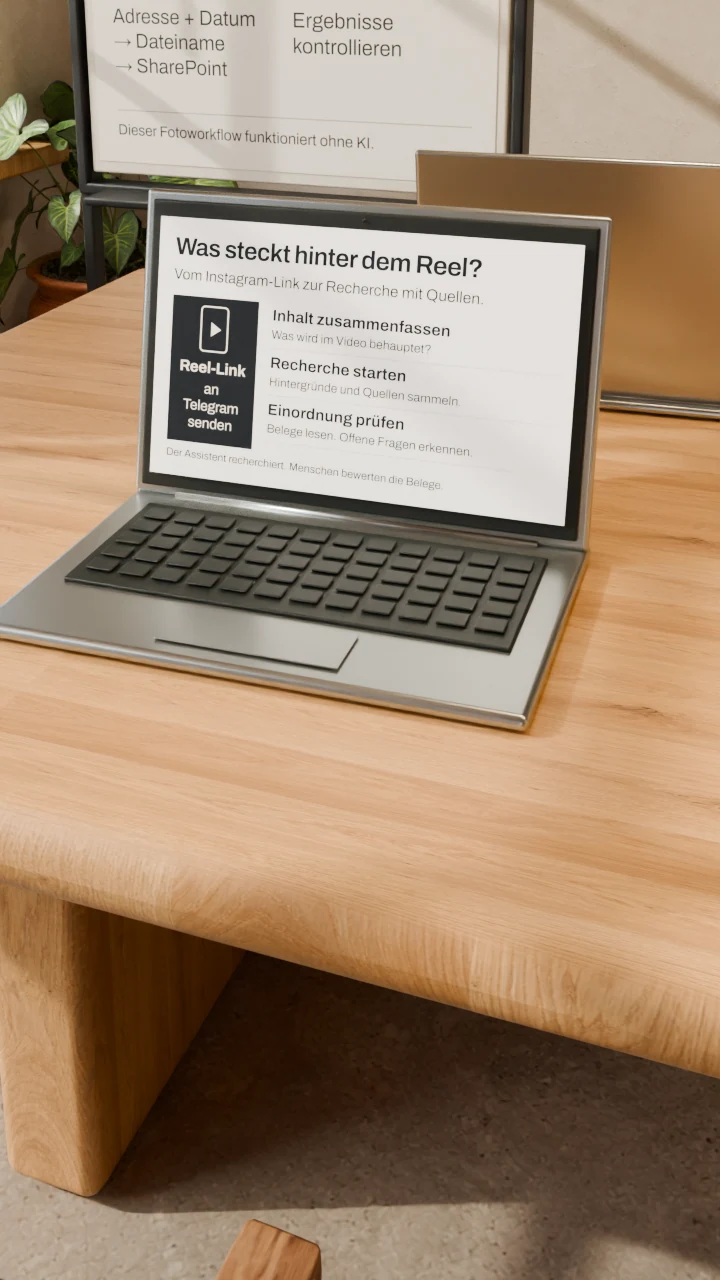 Adresse + Datum
→ Dateiname
→ SharePoint
Ergebnisse
kontrollieren
Dieser Fotoworkflow funktioniert ohne KI.
Was steckt hinter dem Reel?
Vom Instagram-Link zur Recherche mit Quellen.
Reel-Link
an
Telegram
senden
Inhalt zusammenfassen
Was wird im Video behauptet?
Recherche starten
Hintergründe und Quellen sammeln.
Einordnung prüfen
Belege lesen. Offene Fragen erkennen.
Der Assistent recherchiert. Menschen bewerten die Belege.